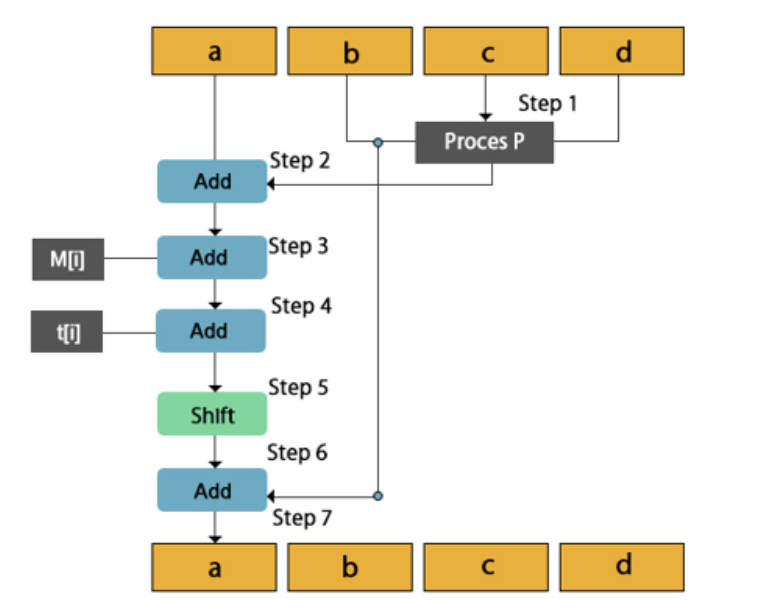 a
b
c
d
Step 1
Proces P
Step 2
Add
Step 3
M[i]
Add
Step 4
t[i]
Add
Step 5
Shift
Step 6
Add
Step 7
a
b
c
d